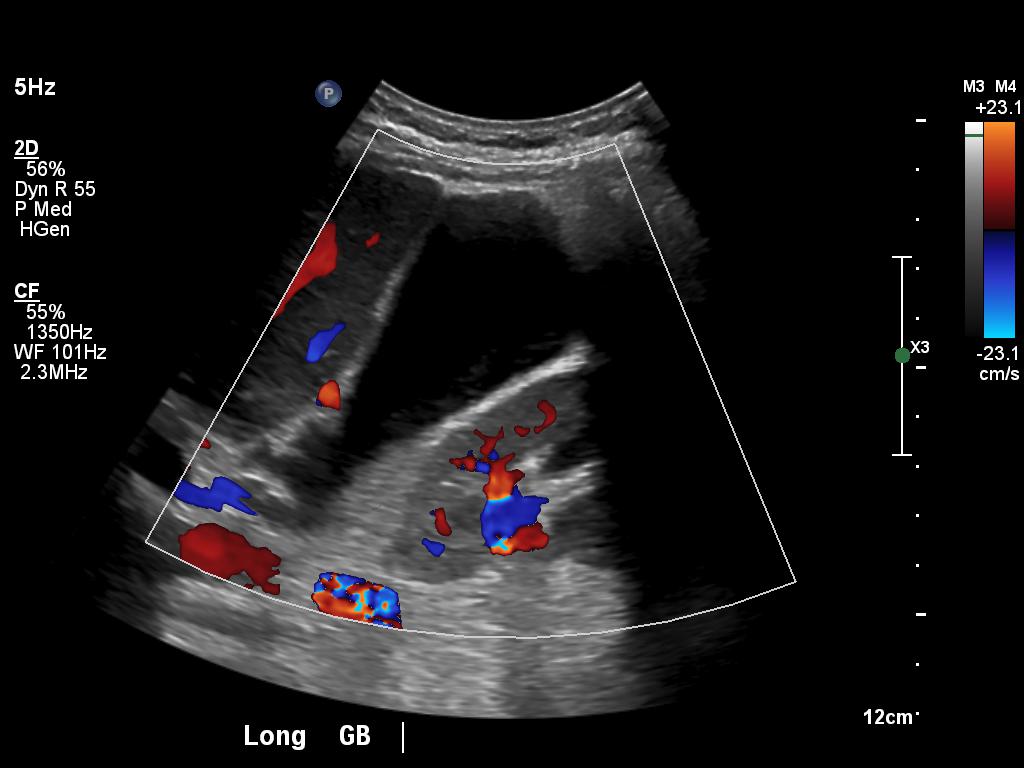 5Hz
P
M3 M4
+23.1
2D
56%
Dyn R 55
P Med
HGen
CF
55%
1350Hz
WF 101Hz
2.3MHz
X3
-23.1
cm/s
12cm
Long GB